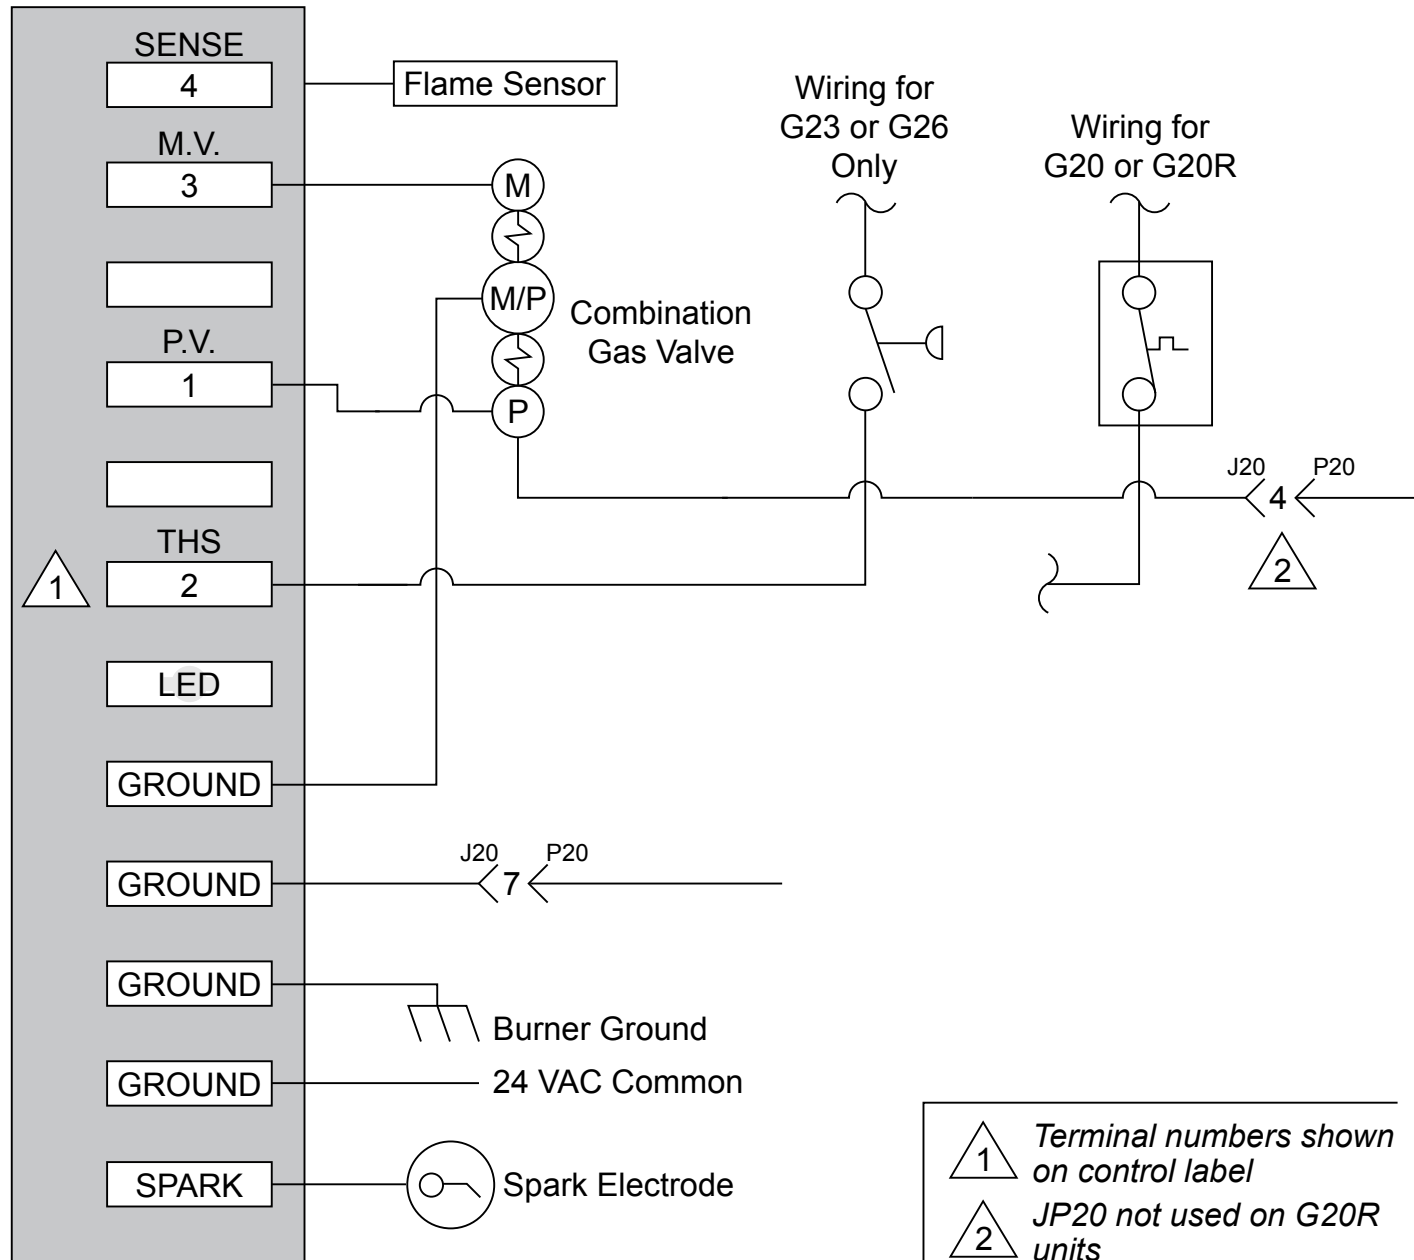 SENSE
4
Flame Sensor
M.V.
3
M
M/P
Combination
Gas Valve
P.V.
1
P
Wiring for
G23 or G26
Only
Wiring for
G20 or G20R
J20
4
P20
2
THS
1
2
LED
GROUND
GROUND
J20
7
P20
GROUND
Burner Ground
GROUND
24 VAC Common
SPARK
Spark Electrode
1
Terminal numbers shown
on control label
2
JP20 not used on G20R
units